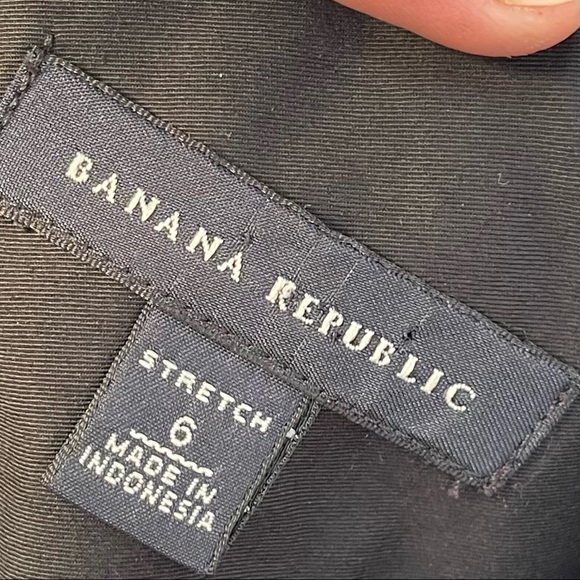 BANANA REPUBLIC
STRETCH
6
MADE IN
INDONESIA